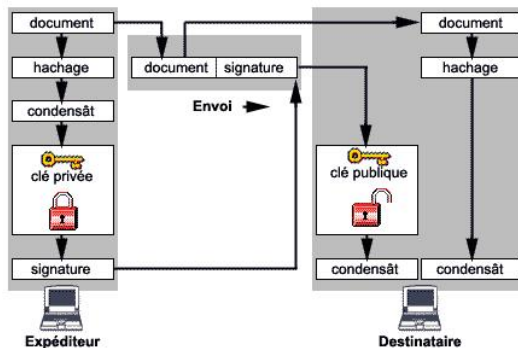 document
hachage
condensât
clé privée
signature
Expéditeur
document signature
Envoi
document
hachage
clé publique
condensât condensât
Destinataire